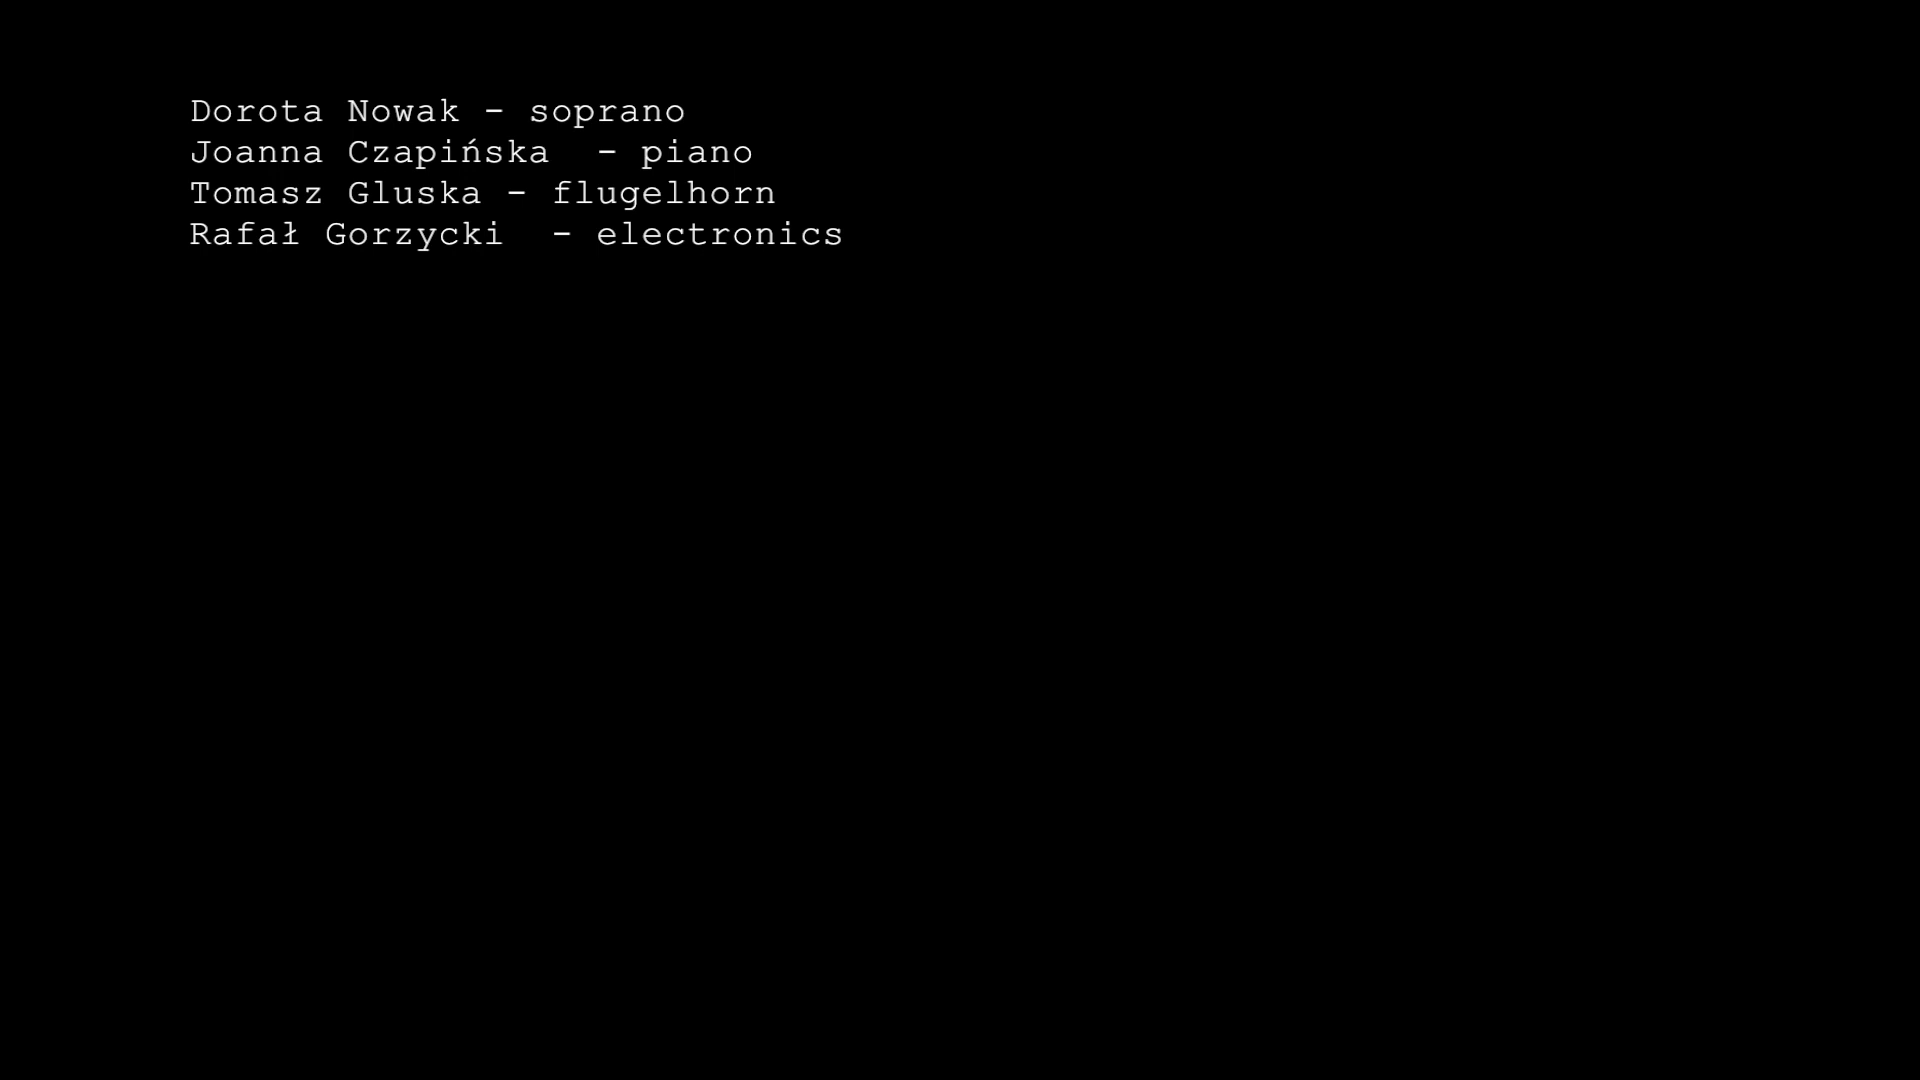 Dorota Nowak - soprano
Joanna Czapińska  - piano
Tomasz Gluska - flugelhorn
Rafał Gorzycki  - electronics